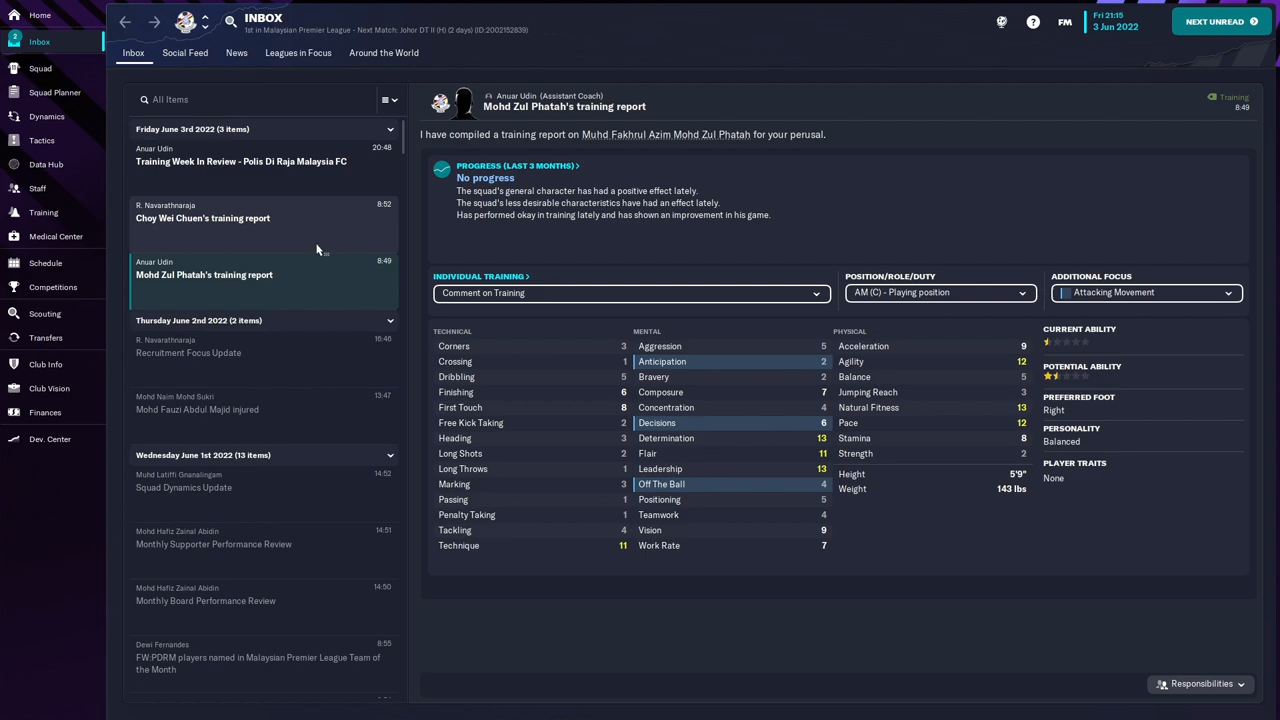 Home
2
Inbox
Squad
Squad Planner
Dynamics
Tactics
Data Hub
Staff
Training
Medical Center
Schedule
Competitions
Scouting
Transfers
Club Info
Club Vision
Finances
Dev. Center
INBOX
1st in Malaysian Premier League - Next Match: Johor DT II (H) (2 days) (ID:2002152839)
FM
Fri 21:15
3 Jun 2022
NEXT UNREAD
Inbox Social Feed News Leagues in Focus Around the World
All Items
Friday June 3rd 2022 (3 items)
Anuar Udin 20:48
Training Week In Review - Polis Di Raja Malaysia FC
R. Navarathnaraja 8:52
Choy Wei Chuen's training report
Anuar Udin 8:49
Mohd Zul Phatah's training report
Thursday June 2nd 2022 (2 items)
R. Navarathnaraja 16:46
Recruitment Focus Update
Mohd Naim Mohd Sukri 13:47
Mohd Fauzi Abdul Majid injured
Wednesday June 1st 2022 (13 items)
Muhd Latiffi Gnanalingam 14:52
Squad Dynamics Update
Mohd Hafiz Zainal Abidin 14:51
Monthly Supporter Performance Review
Mohd Hafiz Zainal Abidin 14:50
Monthly Board Performance Review
Dewi Fernandes 8:55
FW:PDRM players named in Malaysian Premier League Team of
the Month
Anuar Udin (Assistant Coach)
Mohd Zul Phatah's training report
Training
8:49
I have compiled a training report on Muhd Fakhrul Azim Mohd Zul Phatah for your perusal.
PROGRESS (LAST 3 MONTHS) >
No progress
The squad's general character has had a positive effect lately.
The squad's less desirable characteristics have had an effect lately.
Has performed okay in training lately and has shown an improvement in his game.
INDIVIDUAL TRAINING > POSITION/ROLE/DUTY ADDITIONAL FOCUS
Comment on Training AM (C) - Playing position Attacking Movement
TECHNICAL MENTAL PHYSICAL
Corners 3 Aggression 5 Acceleration 9
Crossing 1 Anticipation 2 Agility 12
Dribbling 5 Bravery 2 Balance 5
Finishing 6 Composure 7 Jumping Reach 3
First Touch 8 Concentration 4 Natural Fitness 13
Free Kick Taking 2 Decisions 6 Pace 12
Heading 3 Determination 13 Stamina 8
Long Shots 2 Flair 11 Strength 2
Long Throws 1 Leadership 13 Height 5'9"
Marking 3 Off The Ball 4 Weight 143 lbs
Passing 1 Positioning 5
Penalty Taking 1 Teamwork 4
Tackling 4 Vision 9
Technique 11 Work Rate 7
CURRENT ABILITY
POTENTIAL ABILITY
PREFERRED FOOT
Right
PERSONALITY
Balanced
PLAYER TRAITS
None
Responsibilities